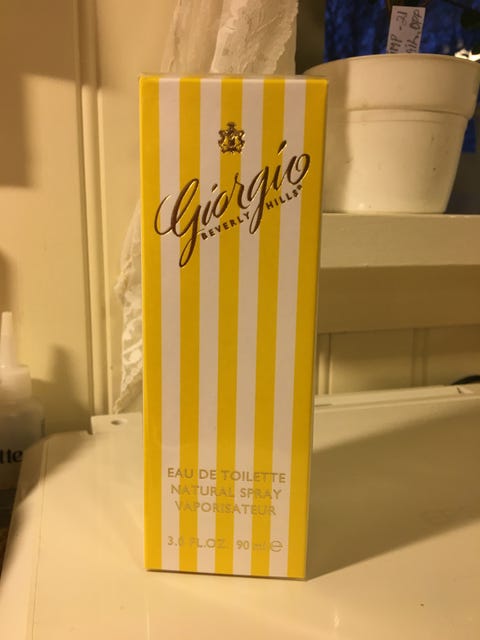 Giorgio
BEVERLY HILLS®
EAU DE TOILETTE
NATURAL SPRAY
VAPORISATEUR
3.0 FL.OZ. 90 ml ℮